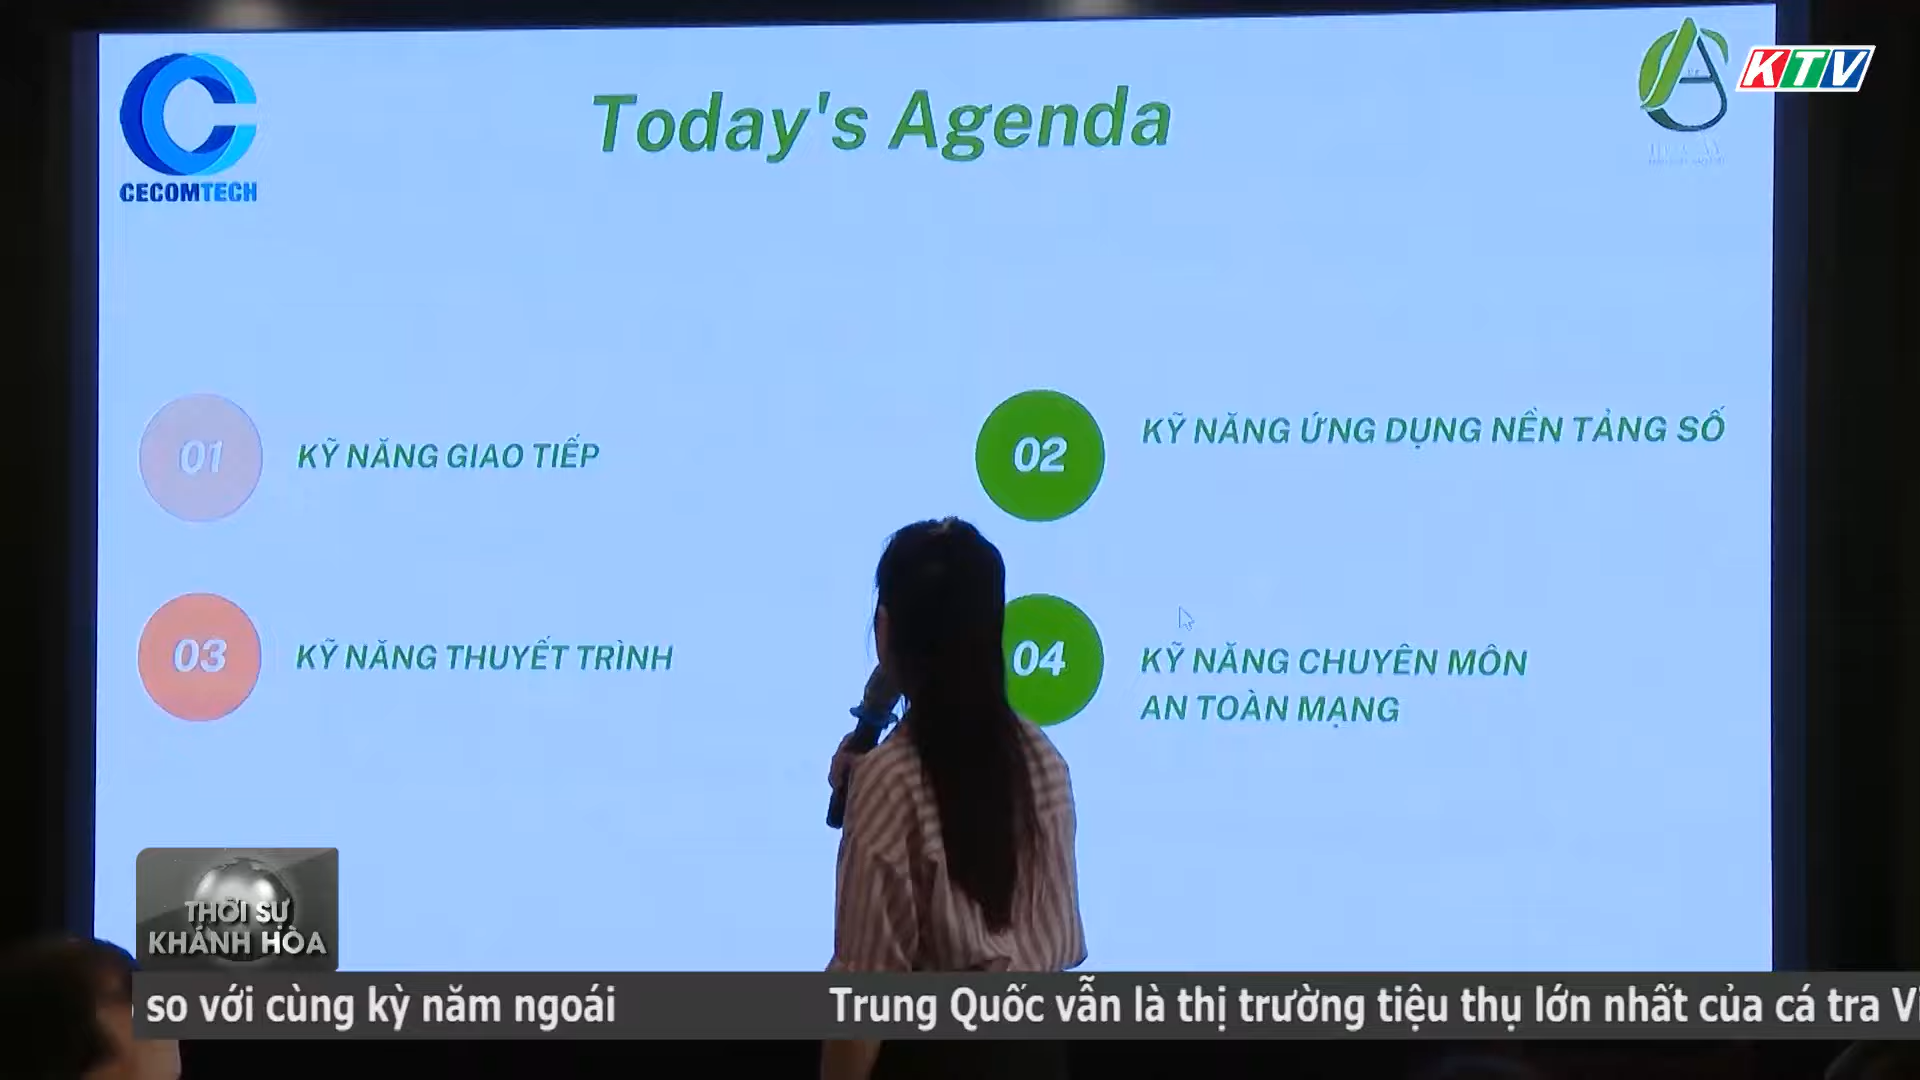 KTV
Today's Agenda
CECOMTECH
01
KỸ NĂNG GIAO TIẾP
02
KỸ NĂNG ỨNG DỤNG NỀN TẢNG SỐ
03
KỸ NĂNG THUYẾT TRÌNH
04
KỸ NĂNG CHUYÊN MÔN
AN TOÀN MẠNG
THỜI SỰ
KHÁNH HÒA
so với cùng kỳ năm ngoái
Trung Quốc vẫn là thị trường tiêu thụ lớn nhất của cá tra